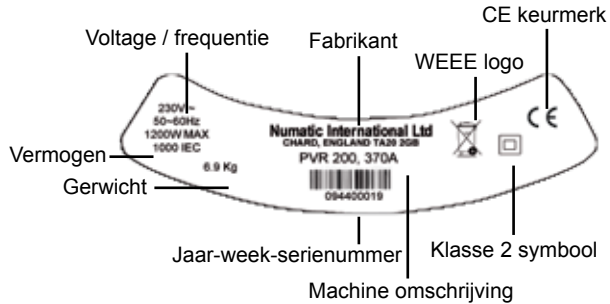 CE keurmerk
Voltage / frequentie
Fabrikant
WEEE logo
230V ~
50~60Hz
1200W MAX
1000 IEC
6.9 Kg
Numatic International Ltd
CHARD, ENGLAND TA20 2GB
PVR 200, 370A
094400019
CE
Vermogen
Gerwicht
Jaar-week-serienummer
Klasse 2 symbool
Machine omschrijving